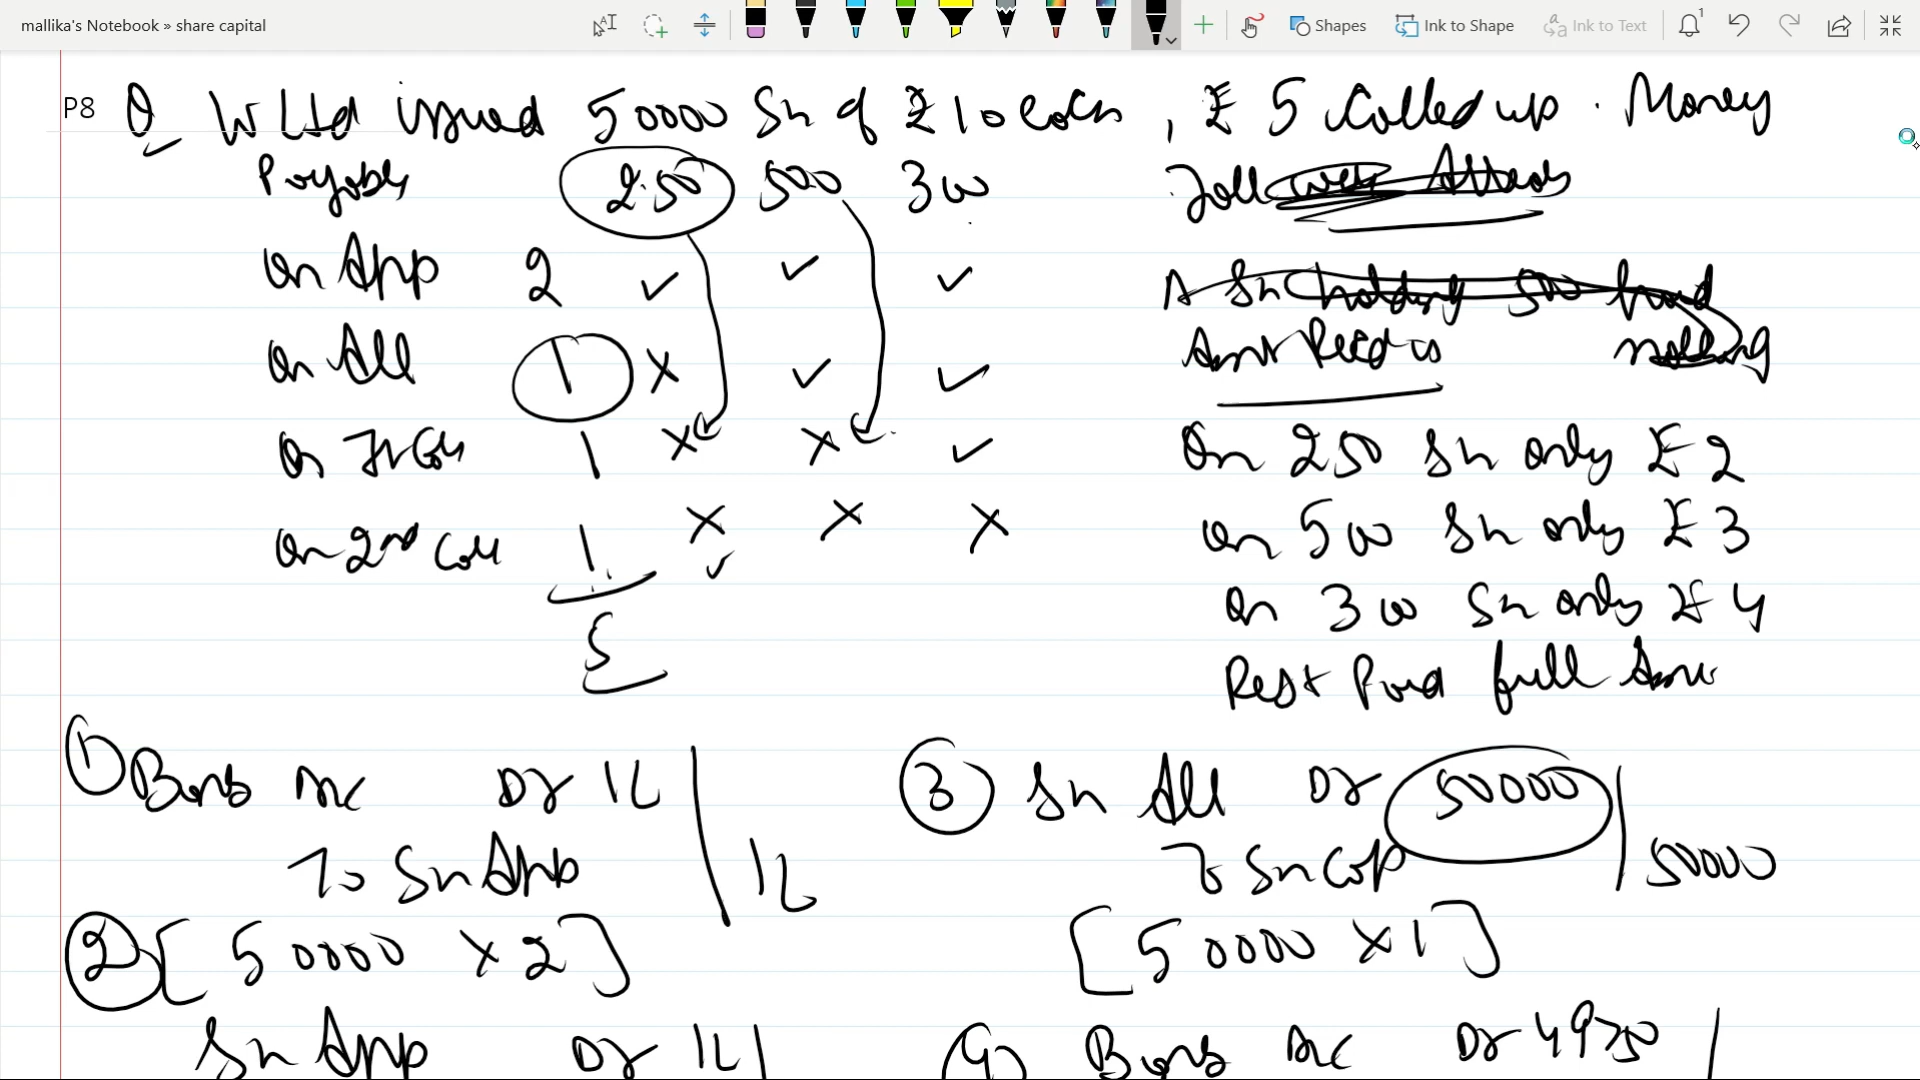 mallika's Notebook » share capital
Shapes Ink to Shape Ink to Text 1
P8 Q W Ltd issued 50000 Sh of ₹ 10 each, ₹ 5 Called up. Money
Payable 250 500 300
on App 2 ✓ ✓ ✓
on All 1 X ✓ ✓
on Call 1 X X ✓
on 2nd Call 1 X X X
5
Amt Recd
on 250 Sh only ₹ 2
on 500 Sh only ₹ 3
on 300 Sh only ₹ 4
Rest Paid full Amt
① Bank A/c Dr 1L
To Sh App 1L
② [50000 X 2]
Sh App Dr 1L
③ Sh All Dr 50000
To Sh Cap 50000
[50000 X 1]
④ Bank A/c Dr 49750